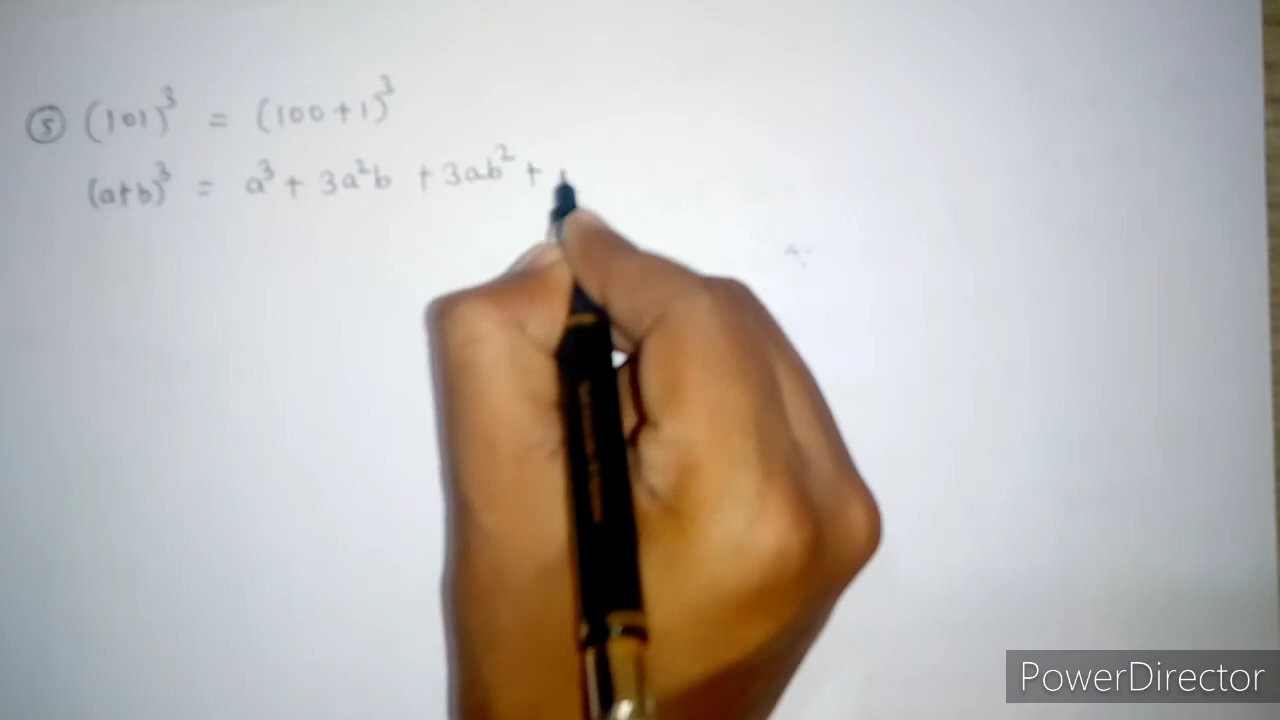 ⑤ (101)³ = (100+1)³
(a+b)³ = a³ + 3a²b + 3ab² +
PowerDirector